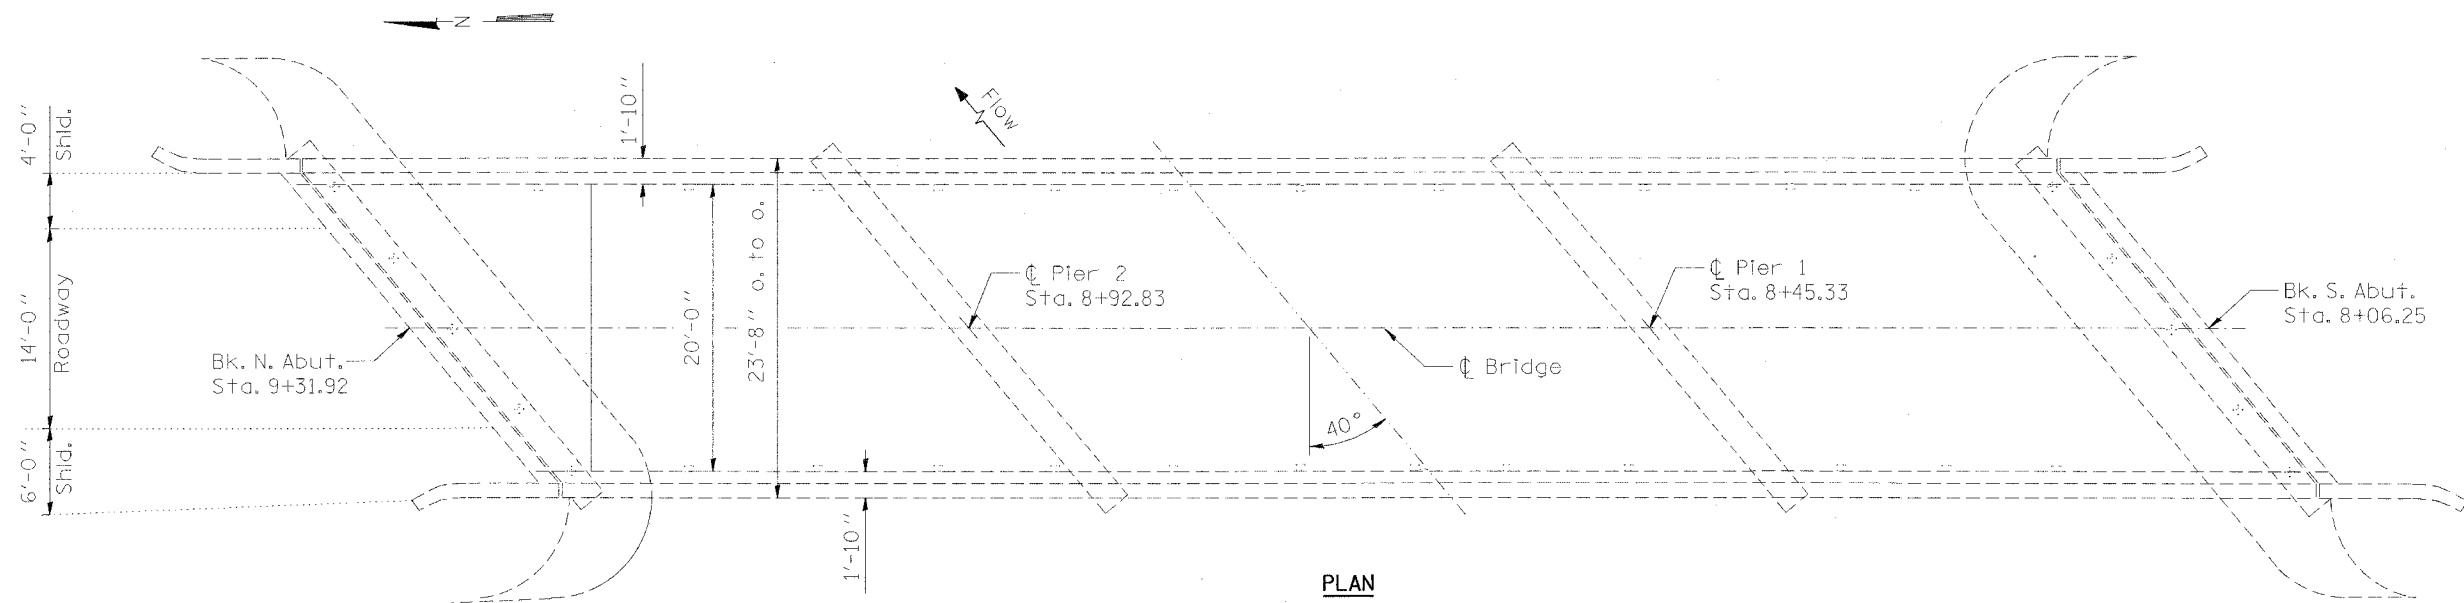 N
Flow
4'-0"
Shld.
14'-0"
Roadway
6'-0"
Shld.
1'-10"
20'-0"
23'-8" o. to o.
1'-10"
Bk. N. Abut.
Sta. 9+31.92
℄ Pier 2
Sta. 8+92.83
℄ Bridge
40°
℄ Pier 1
Sta. 8+45.33
Bk. S. Abut.
Sta. 8+06.25
PLAN